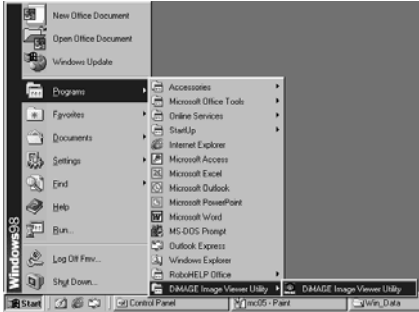 New Office Document
Open Office Document
Windows Update
Programs
Favorites
Documents
Settings
Find
Help
Run...
Log Off Fmv...
Shut Down...
Windows98
Accessories
Microsoft Office Tools
Online Services
StartUp
Internet Explorer
Microsoft Access
Microsoft Excel
Microsoft Outlook
Microsoft PowerPoint
Microsoft Word
MS-DOS Prompt
Outlook Express
Windows Explorer
RoboHELP Office
DiMAGE Image Viewer Utility
DiMAGE Image Viewer Utility
Start
Control Panel
mc05 - Paint
Win_Data